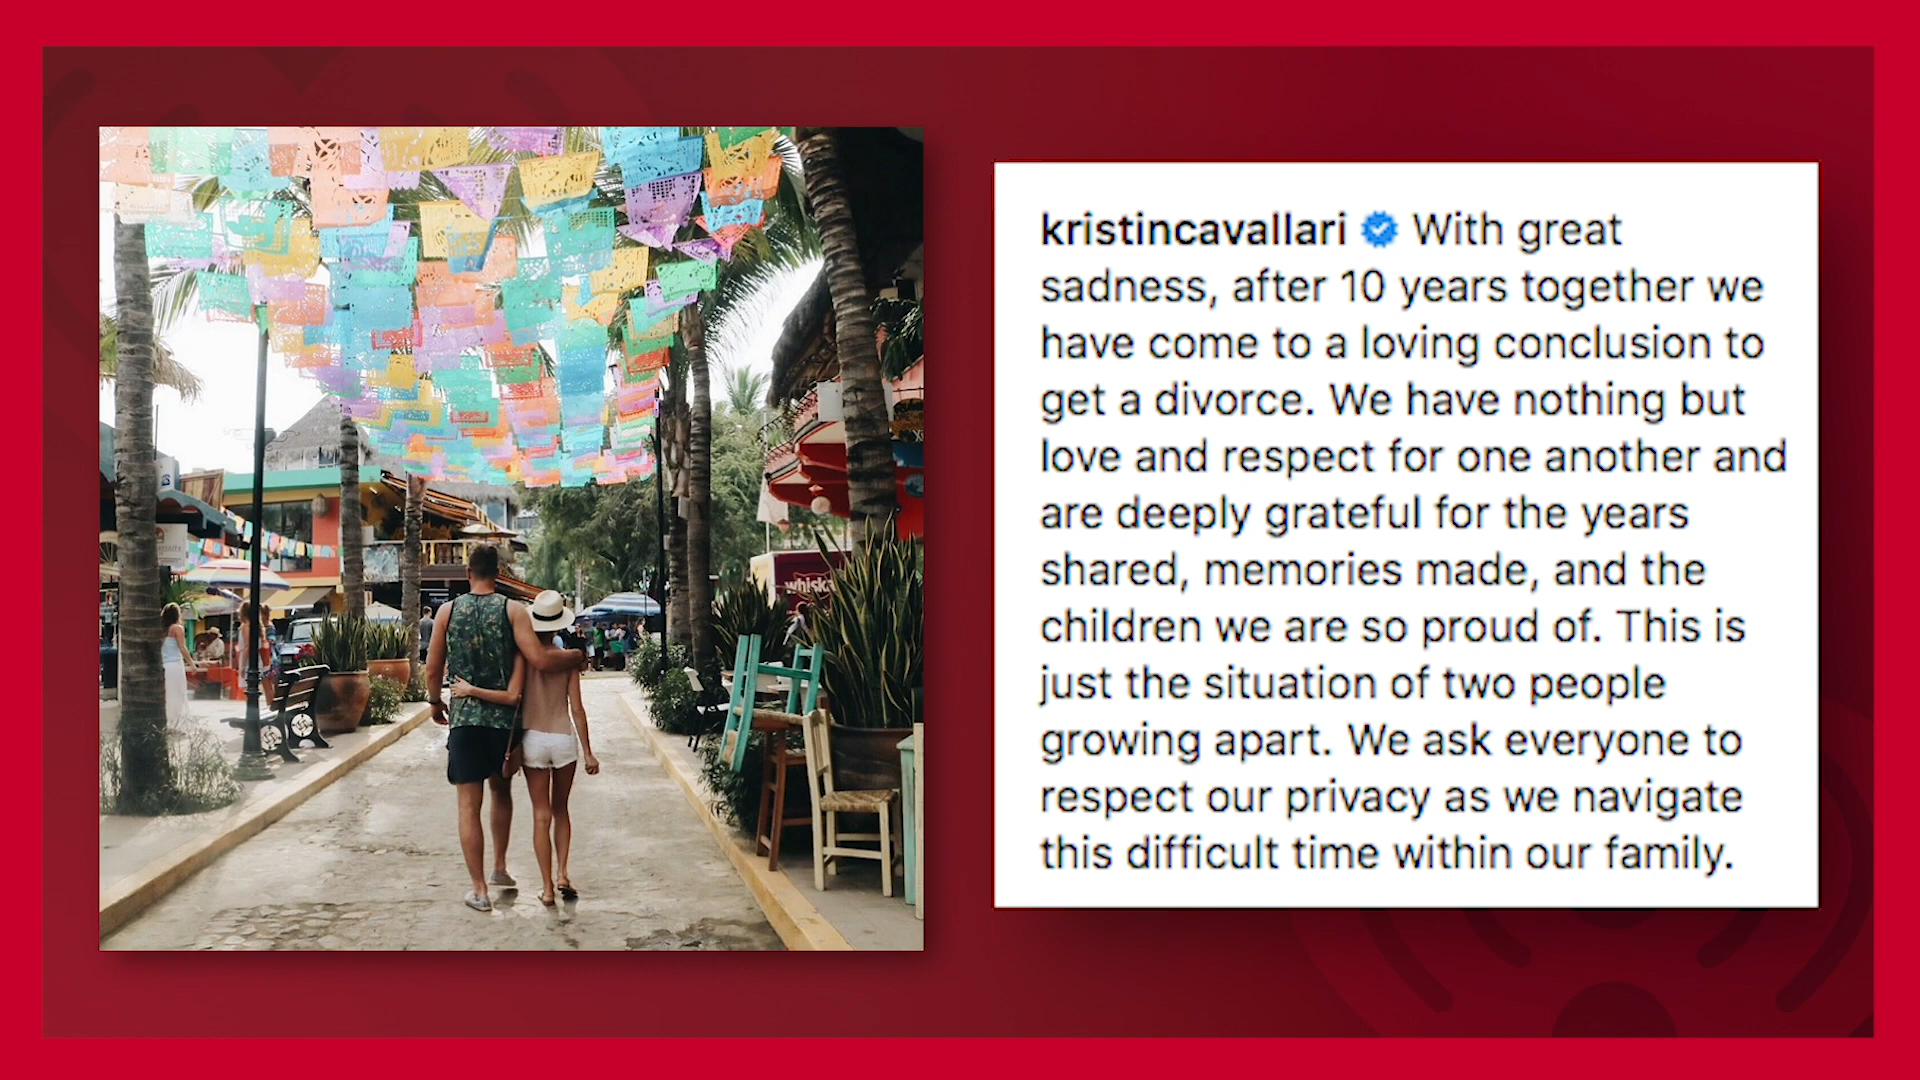 kristincavallari With great
sadness, after 10 years together we
have come to a loving conclusion to
get a divorce. We have nothing but
love and respect for one another and
are deeply grateful for the years
shared, memories made, and the
children we are so proud of. This is
just the situation of two people
growing apart. We ask everyone to
respect our privacy as we navigate
this difficult time within our family.